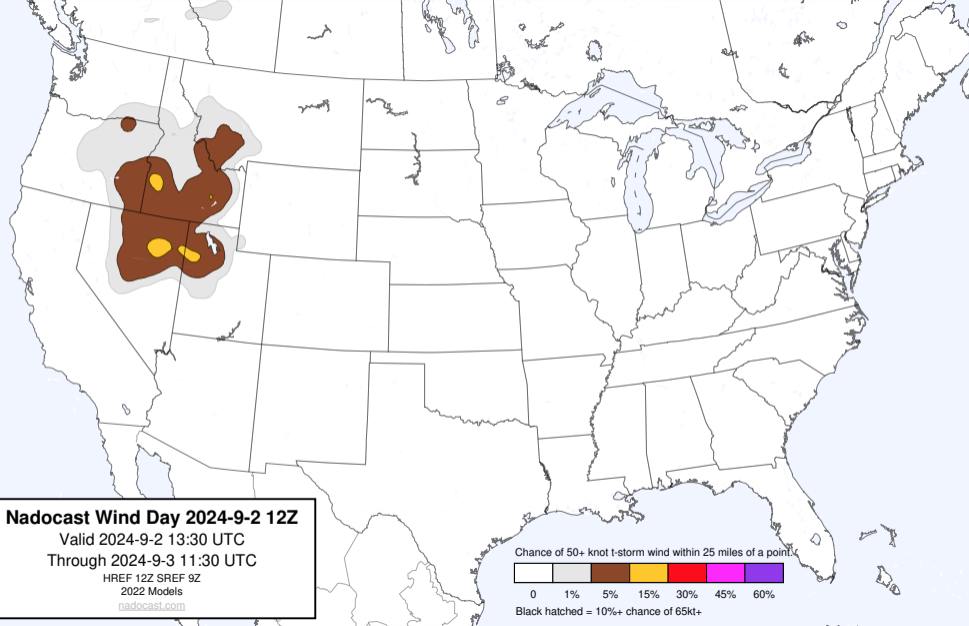 Nadocast Wind Day 2024-9-2 12Z
Valid 2024-9-2 13:30 UTC
Through 2024-9-3 11:30 UTC
HREF 12Z SREF 9Z
2022 Models
nadocast.com
Chance of 50+ knot t-storm wind within 25 miles of a point.
0 1% 5% 15% 30% 45% 60%
Black hatched = 10%+ chance of 65kt+